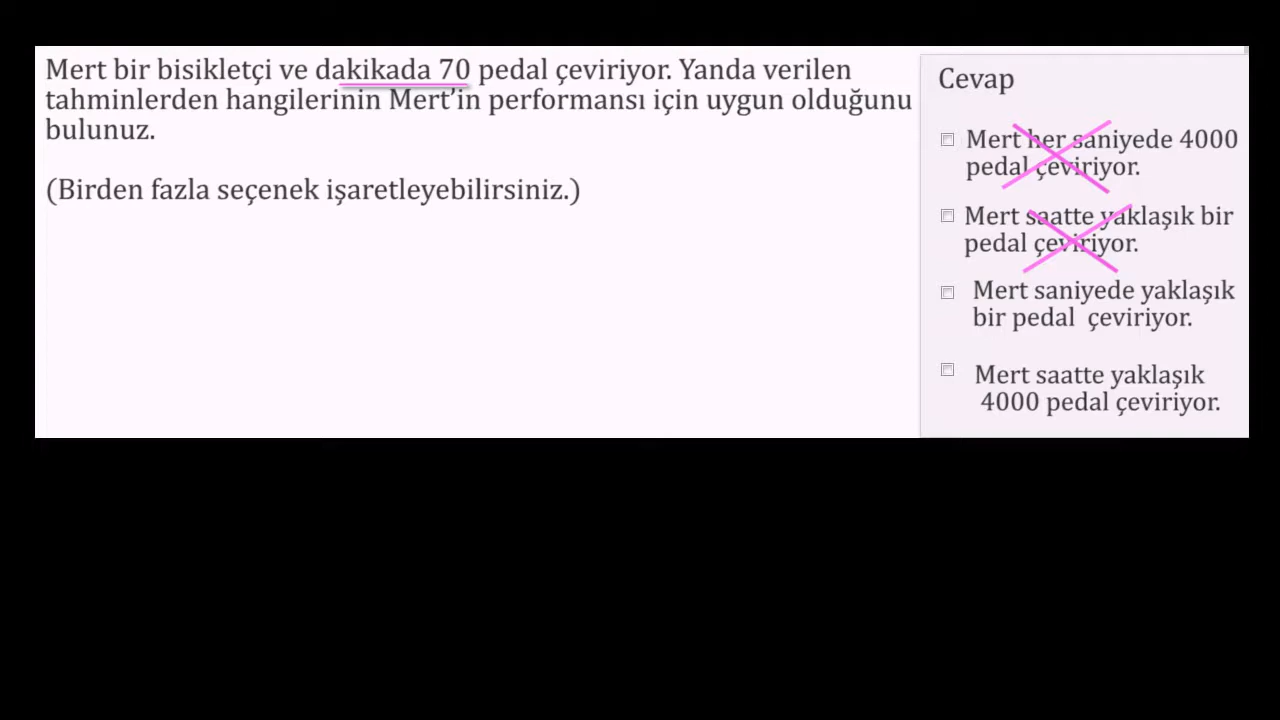 Mert bir bisikletçi ve dakikada 70 pedal çeviriyor. Yanda verilen
tahminlerden hangilerinin Mert'in performansı için uygun olduğunu
bulunuz.
(Birden fazla seçenek işaretleyebilirsiniz.)
Cevap
Mert her saniyede 4000
pedal çeviriyor.
Mert saatte yaklaşık bir
pedal çeviriyor.
Mert saniyede yaklaşık
bir pedal çeviriyor.
Mert saatte yaklaşık
4000 pedal çeviriyor.